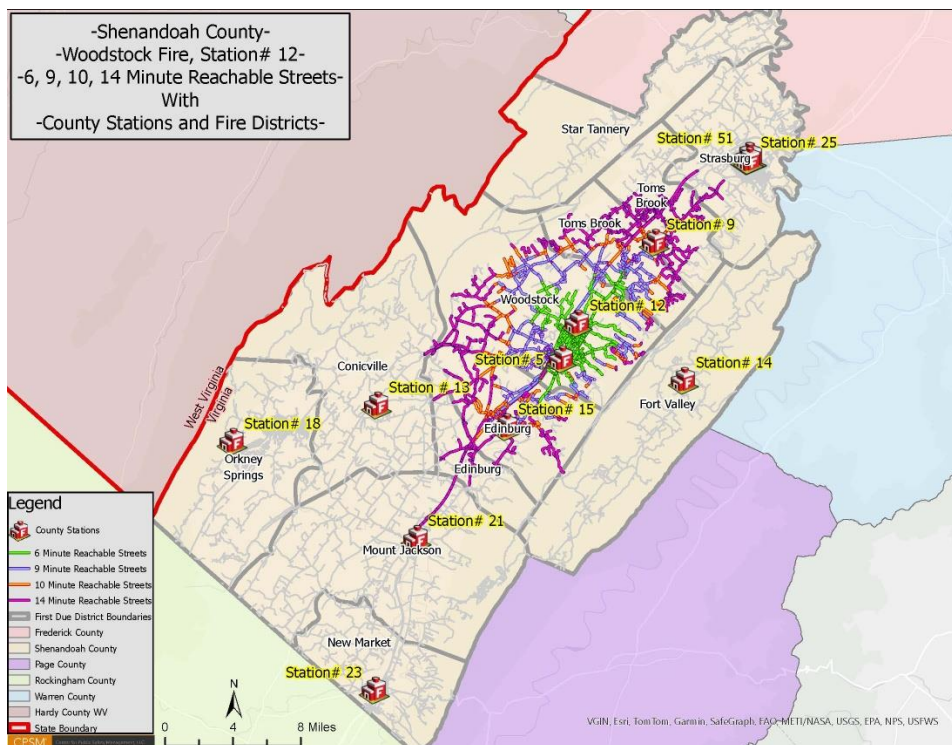 -Shenandoah County-
-Woodstock Fire, Station# 12-
-6, 9, 10, 14 Minute Reachable Streets-
With
-County Stations and Fire Districts-
Star Tannery
Station# 51
Station# 25
Strasburg
Toms
Brook
Toms Brook
Station# 9
Woodstock
Station# 12
Station# 5
Station# 14
Fort Valley
Conicville
Station # 13
Station# 15
Edinburg
West Virginia
Virginia
Station# 18
Orkney
Springs
Edinburg
Station# 21
Mount Jackson
New Market
Station# 23
Legend
County Stations
6 Minute Reachable Streets
9 Minute Reachable Streets
10 Minute Reachable Streets
14 Minute Reachable Streets
First Due District Boundaries
Frederick County
Shenandoah County
Page County
Rockingham County
Warren County
Hardy County WV
State Boundary
CPSM
N
0 4 8 Miles
VGIN, Esri, TomTom, Garmin, SafeGraph, FAO, METI/NASA, USGS, EPA, NPS, USFWS